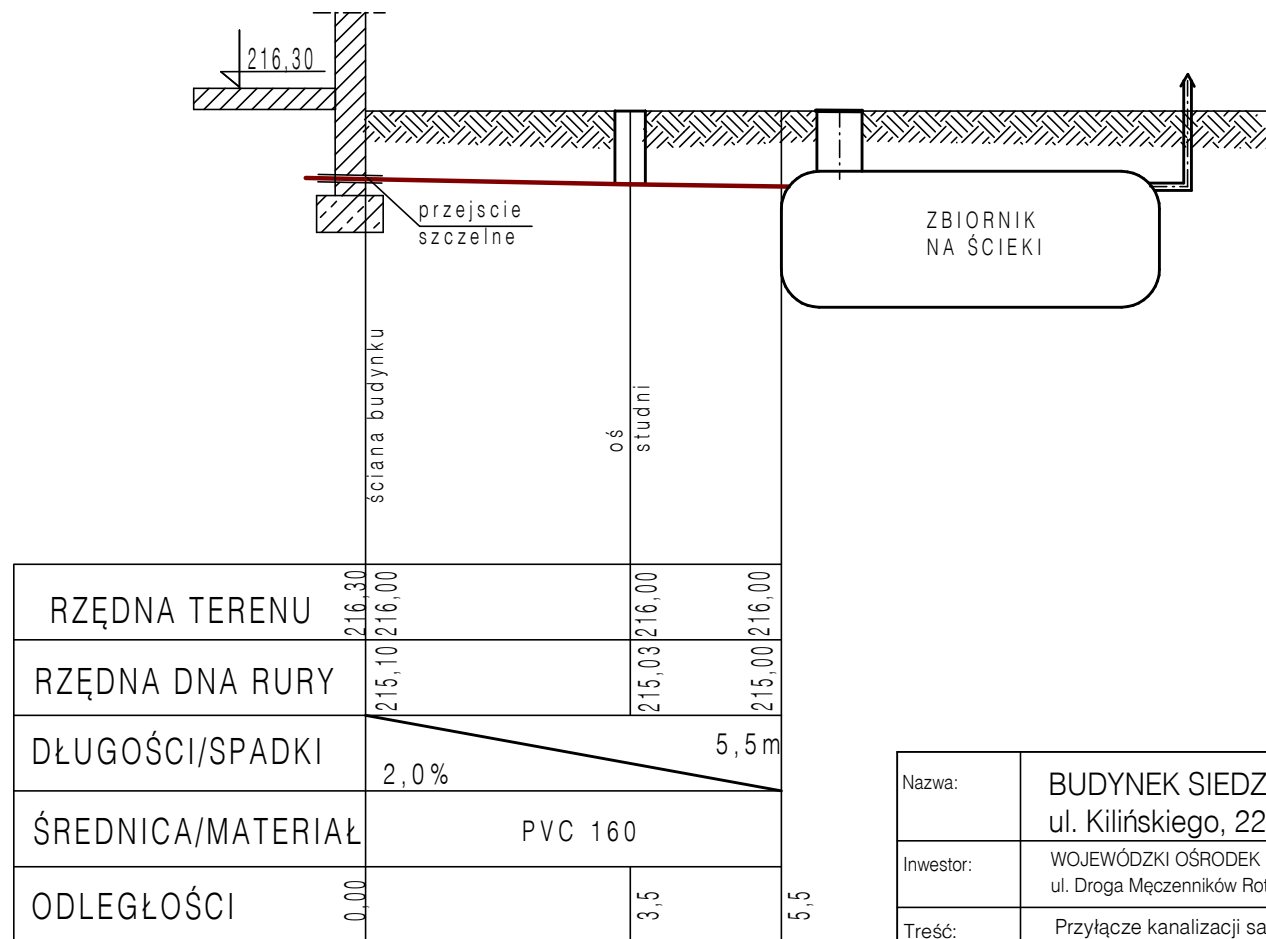 216,30
przejscie
szczelne
ZBIORNIK
NA ŚCIEKI
ściana budynku
oś
studni
RZĘDNA TERENU
216,30
216,00
216,00
216,00
RZĘDNA DNA RURY
215,10
215,03
215,00
DŁUGOŚCI/SPADKI
2,0%
5,5m
ŚREDNICA/MATERIAŁ
PVC 160
ODLEGŁOŚCI
0,00
3,5
5,5
Nazwa:
BUDYNEK SIEDZ
ul. Kilińskiego, 22
Inwestor:
WOJEWÓDZKI OŚRODEK
ul. Droga Męczenników Rot
Treść:
Przyłącze kanalizacji sa